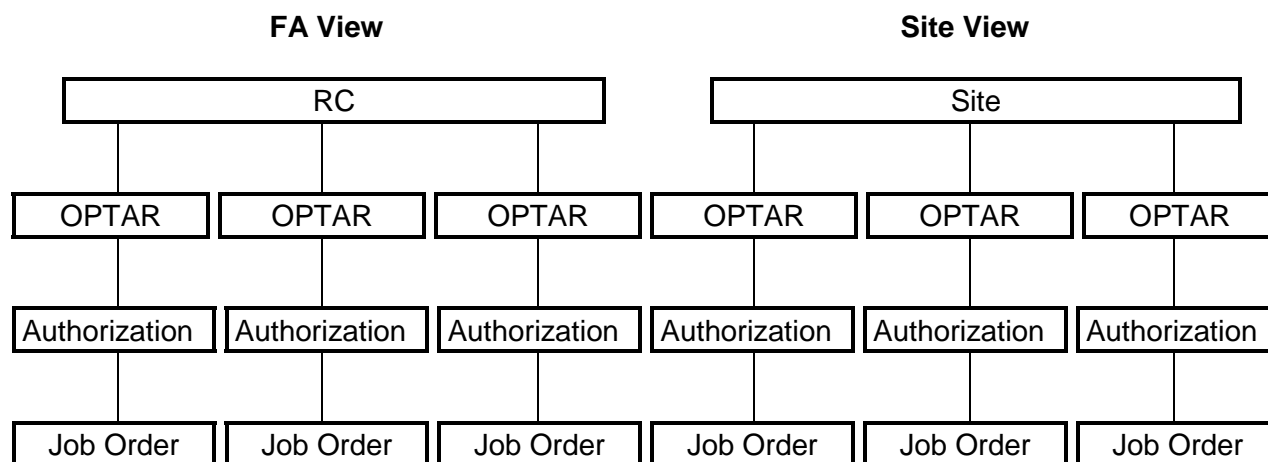 FA View Site View
RC Site
OPTAR OPTAR OPTAR OPTAR OPTAR OPTAR
Authorization Authorization Authorization Authorization Authorization Authorization
Job Order Job Order Job Order Job Order Job Order Job Order